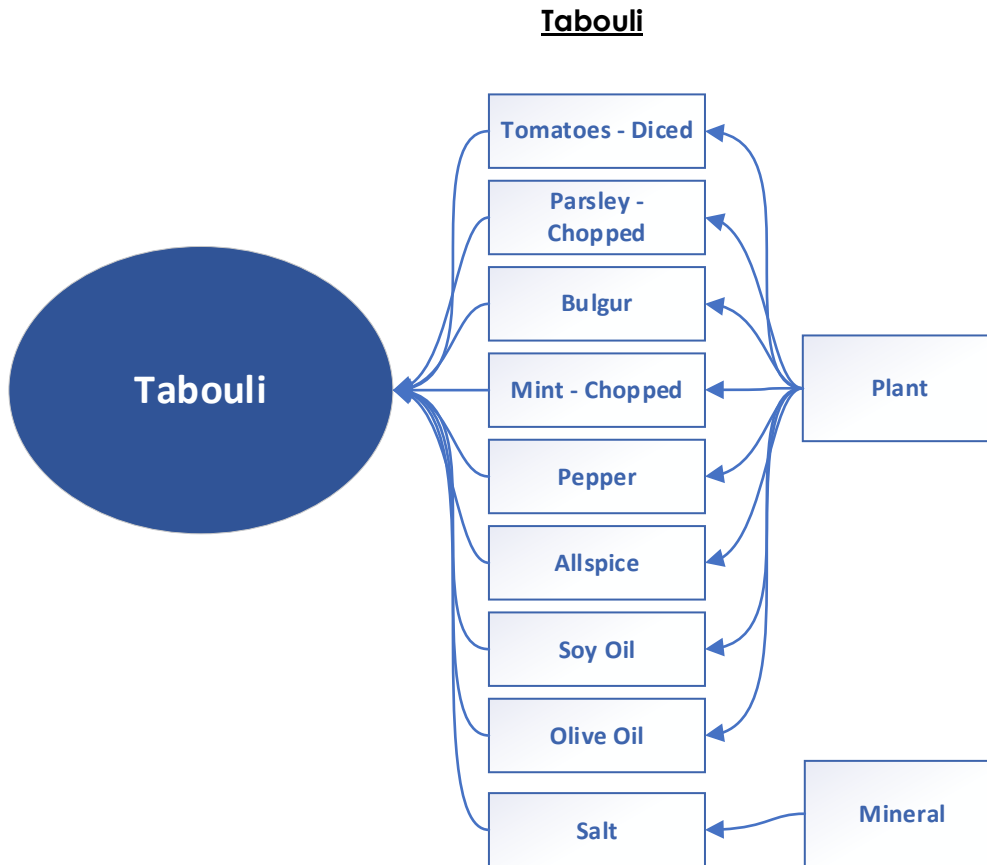 Tabouli
Tomatoes - Diced
Parsley -
Chopped
Bulgur
Tabouli
Mint - Chopped
Plant
Pepper
Allspice
Soy Oil
Olive Oil
Salt
Mineral